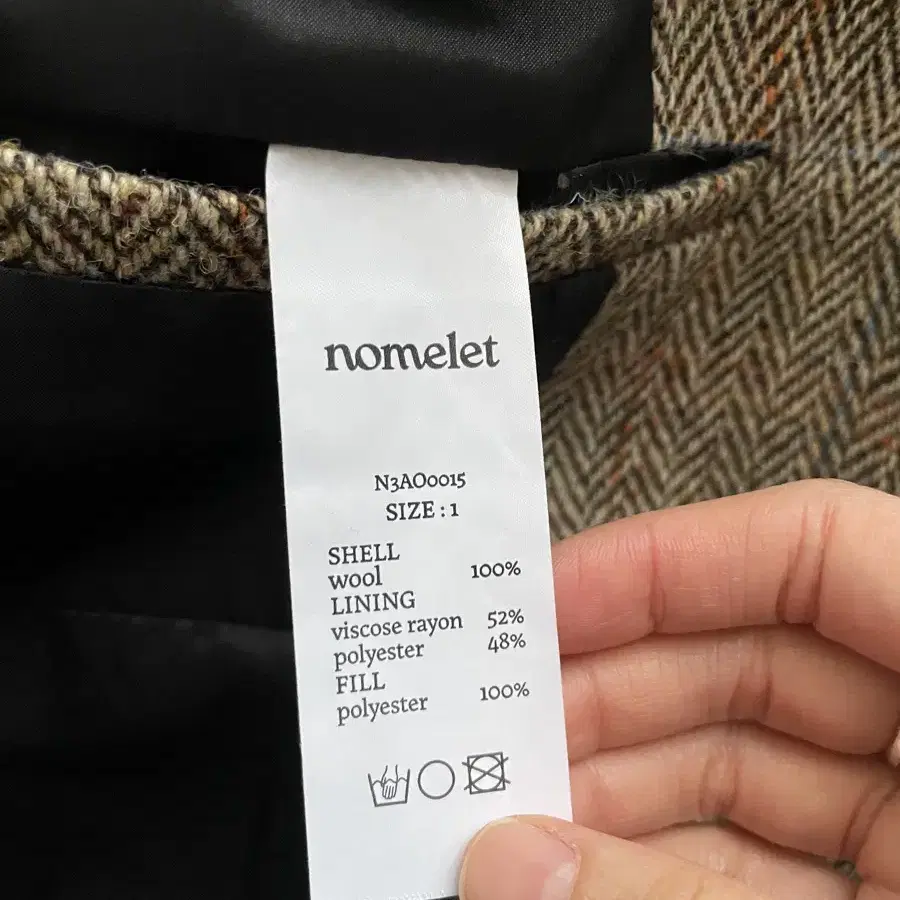 nomelet
N3AO0015
SIZE : 1
SHELL
wool 100%
LINING
viscose rayon 52%
polyester 48%
FILL
polyester 100%